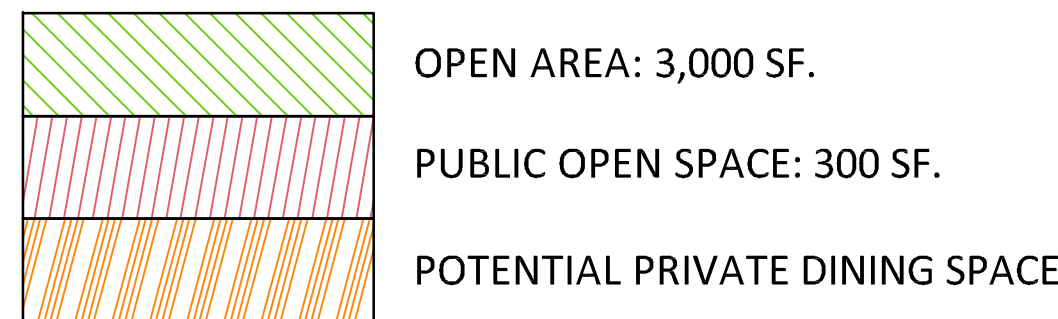 OPEN AREA: 3,000 SF.
PUBLIC OPEN SPACE: 300 SF.
POTENTIAL PRIVATE DINING SPACE